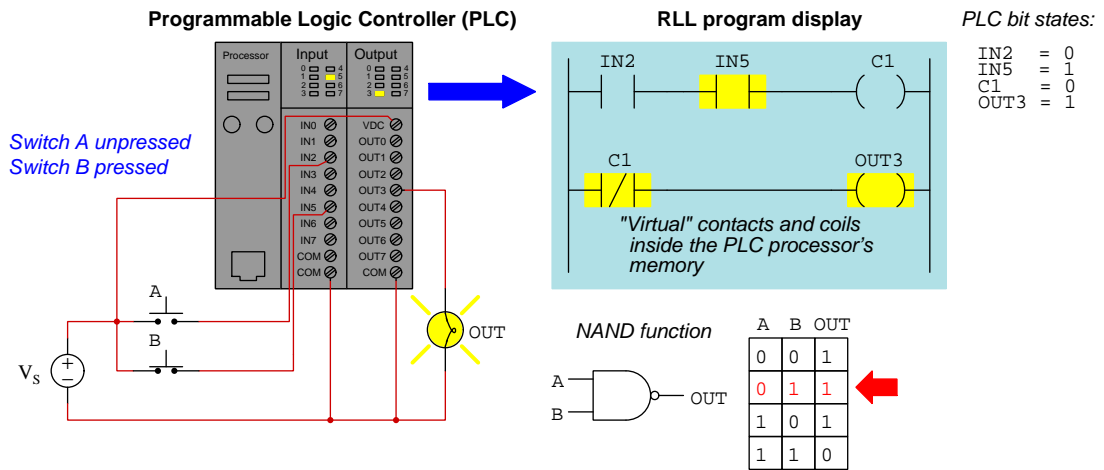 Programmable Logic Controller (PLC)
RLL program display
PLC bit states:
IN2 = 0
IN5 = 1
C1 = 0
OUT3 = 1
Processor
Input
Output
0 4
1 5
2 6
3 7
0 4
1 5
2 6
3 7
IN0
IN1
IN2
IN3
IN4
IN5
IN6
IN7
COM
COM
VDC
OUT0
OUT1
OUT2
OUT3
OUT4
OUT5
OUT6
OUT7
COM
Switch A unpressed
Switch B pressed
IN2 IN5 C1
C1 OUT3
"Virtual" contacts and coils
inside the PLC processor's
memory
A
B
VS
+
−
OUT
NAND function
A
B
OUT
A B OUT
0 0 1
0 1 1
1 0 1
1 1 0